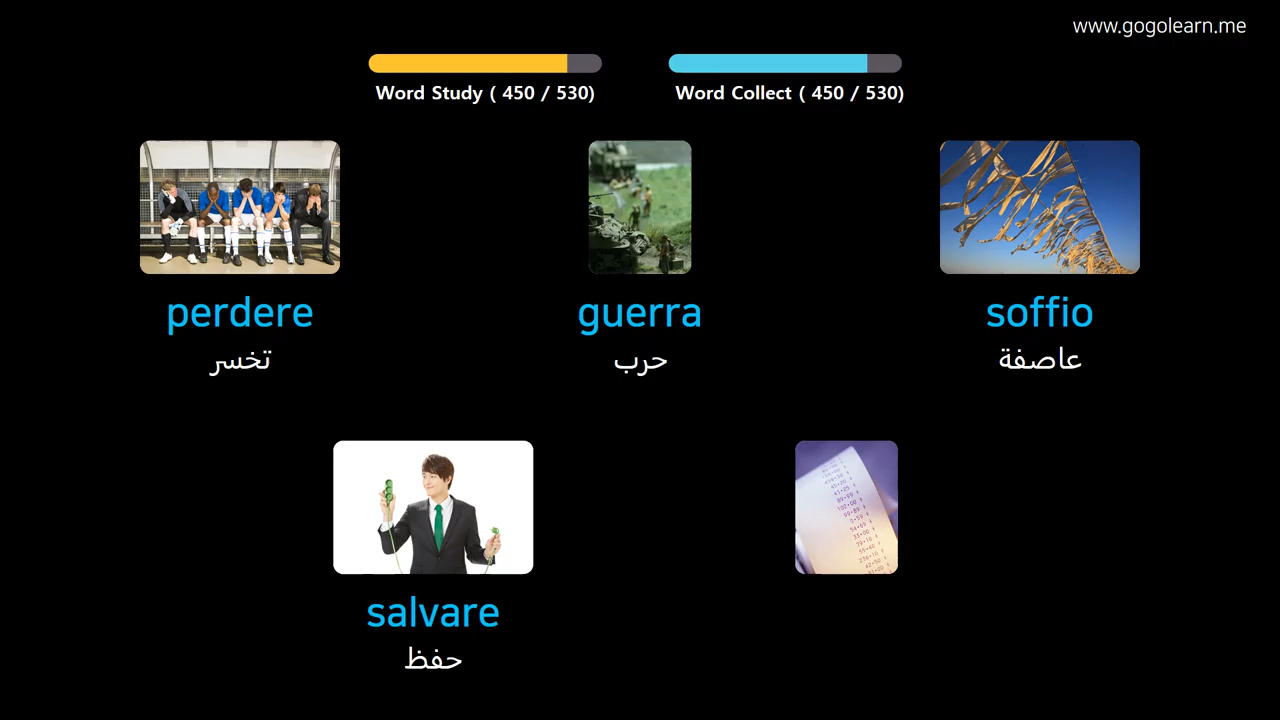 www.gogolearn.me
Word Study ( 450 / 530)
Word Collect ( 450 / 530)
perdere
تخسر
guerra
حرب
soffio
عاصفة
salvare
حفظ